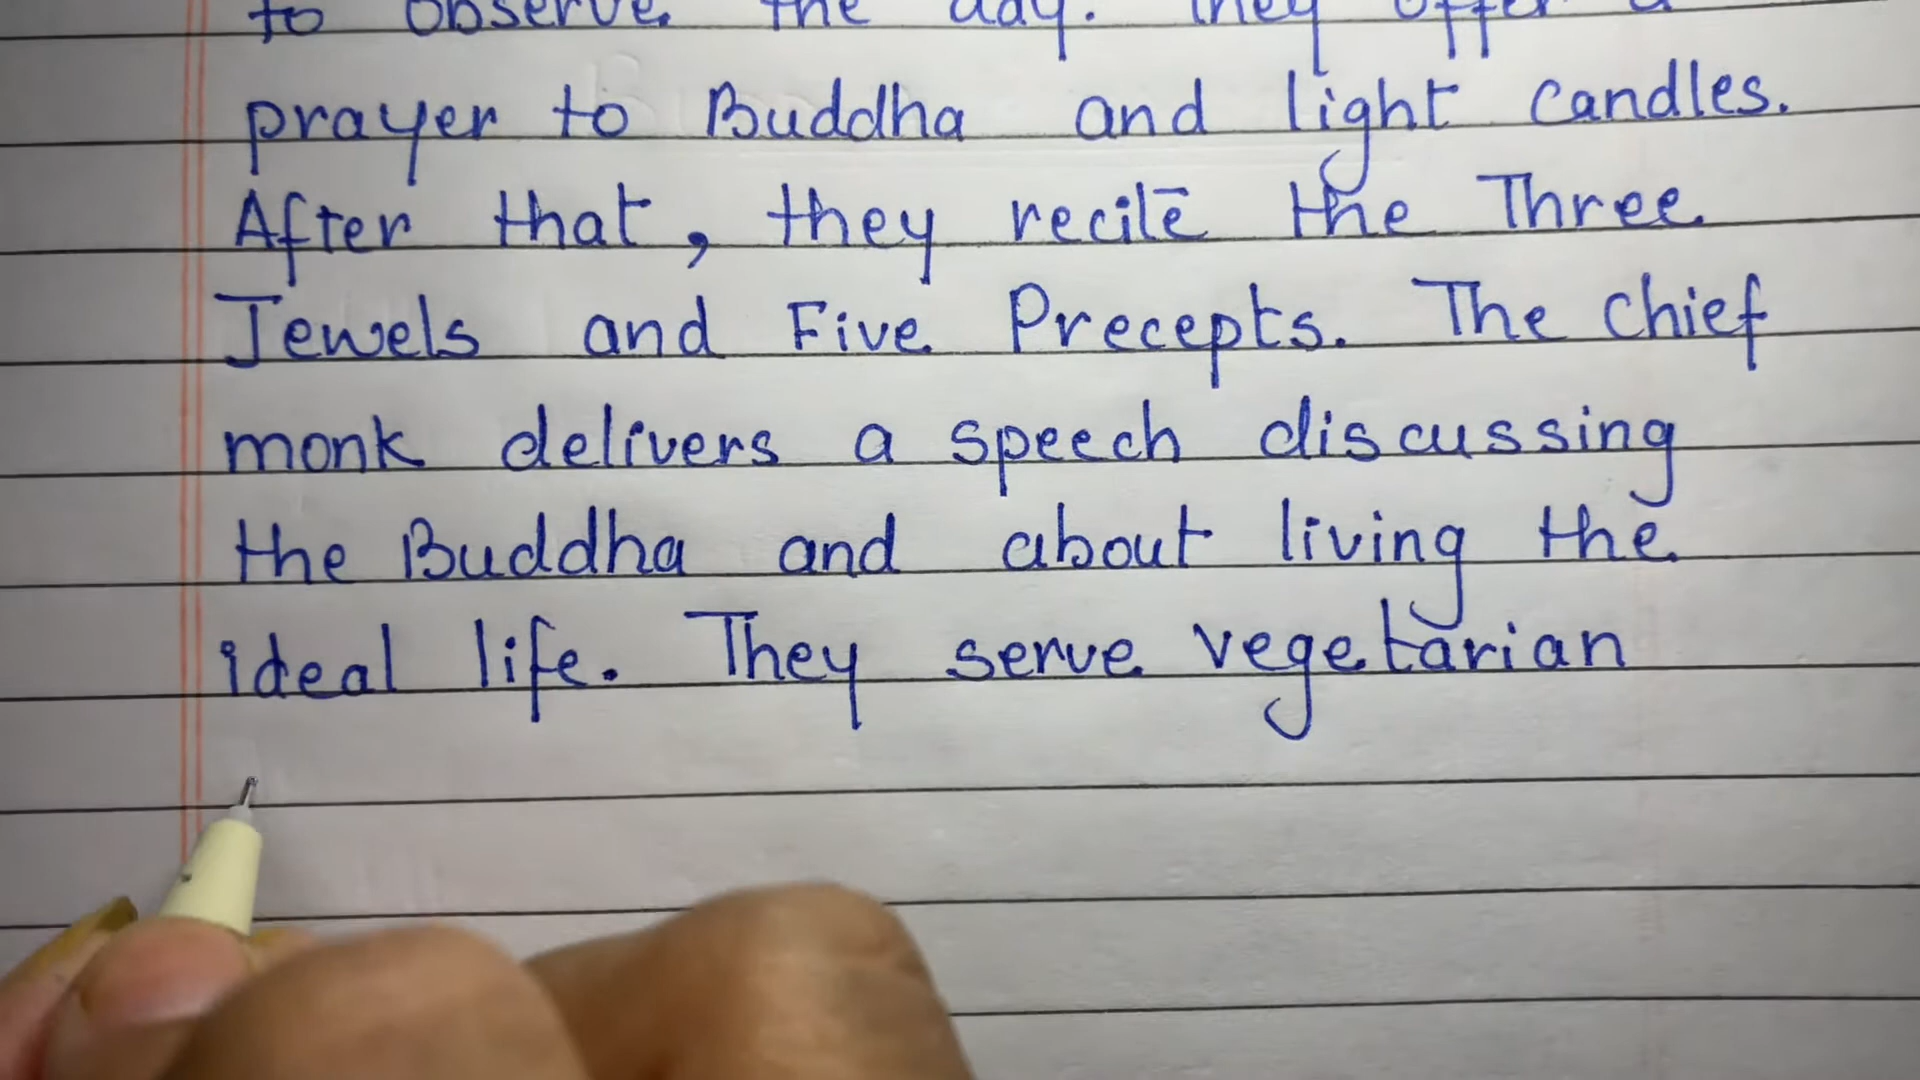 to observe the day. They offer a
prayer to Buddha and light candles.
After that, they recite the Three
Jewels and Five Precepts. The chief
monk delivers a speech discussing
the Buddha and about living the
ideal life. They serve vegetarian